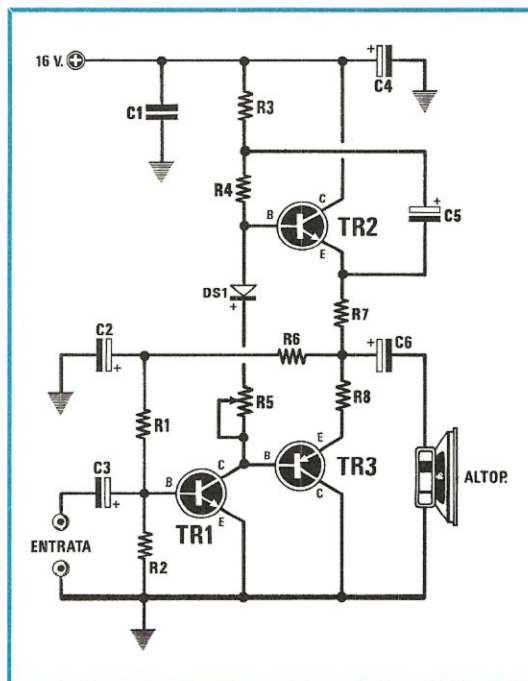 16 V.
+
C1
R3
+
C4
R4
B
C
E
TR2
+
C5
DS1
+
R7
C2
+
R6
+
C6
R1
R5
R8
C3
+
B
C
E
TR1
B
E
C
TR3
ALTOP.
ENTRATA
R2